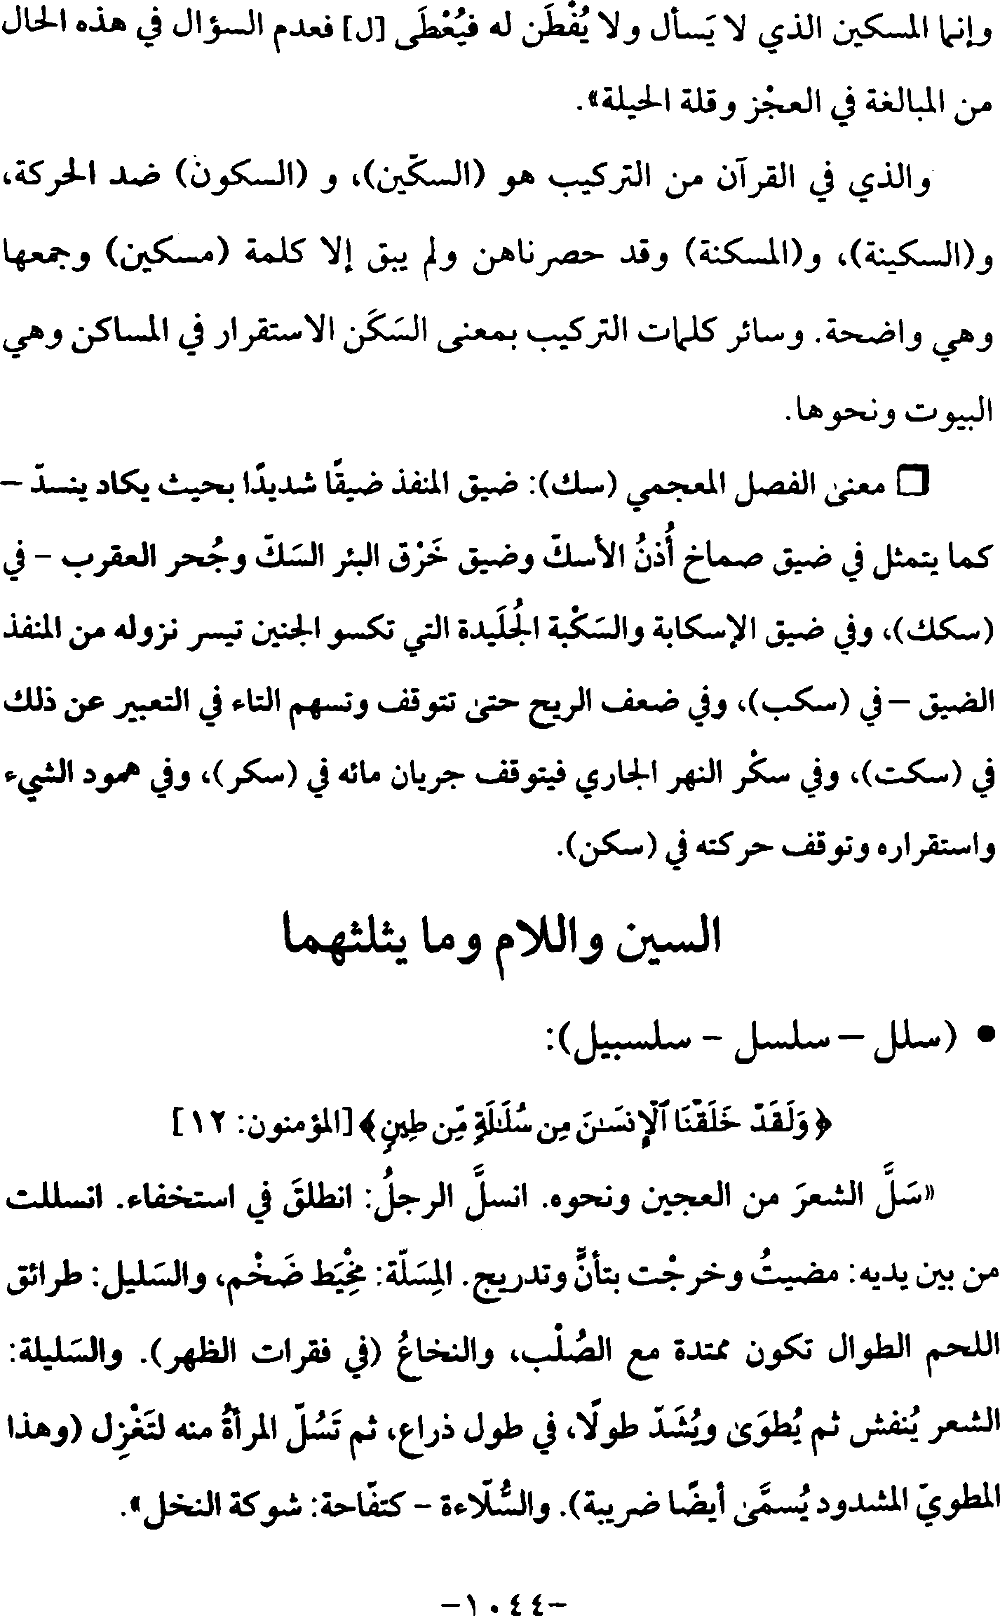 وإنما المسكين الذي لا يَسأل ولا يُفْطَن له فيُعْطَى [ل] فعدم السؤال في هذه الحال
من المبالغة في العجْز وقلة الحيلة».
والذي في القرآن من التركيب هو (السكّين)، و (السكون) ضد الحركة،
و(السكينة)، و(المسكنة) وقد حصرناهن ولم يبق إلا كلمة (مسكين) وجمعها
وهي واضحة. وسائر كلمات التركيب بمعنى السَكَن الاستقرار في المساكن وهي
البيوت ونحوها.
❒ معنى الفصل المعجمي (سك): ضيق المنفذ ضيقًا شديدًا بحيث يكاد ينسدّ –
كما يتمثل في ضيق صماخ أُذنُ الأسكّ وضيق خَرْق البئر السَكّ وجُحر العقرب – في
(سكك)، وفي ضيق الإسكابة والسَكْبة الجُلَيدة التي تكسو الجنين تيسر نزوله من المنفذ
الضيق – في (سكب)، وفي ضعف الريح حتى تتوقف وتسهم التاء في التعبير عن ذلك
في (سكت)، وفي سكْر النهر الجاري فيتوقف جريان مائه في (سكر)، وفي همود الشيء
واستقراره وتوقف حركته في (سكن).
السين واللام وما يثلثهما
• (سلل – سلسل – سلسبيل):
﴿وَلَقَدْ خَلَقْنَا ٱلْإِنسَـٰنَ مِن سُلَـٰلَةٍ مِّن طِينٍ﴾ [المؤمنون: ١٢]
«سَلَّ الشعرَ من العجين ونحوه. انسلَّ الرجلُ: انطلقَ في استخفاء. انسللت
من بين يديه: مضيتُ وخرجْت بتأنٍّ وتدريج. المِسَلّة: مِخْيَط ضَخْم، والسَليل: طرائق
اللحم الطوال تكون ممتدة مع الصُلْب، والنخاعُ (في فقرات الظهر). والسَليلة:
الشعر يُنفش ثم يُطوَى ويُشَدّ طولًا، في طول ذراع، ثم تَسُلّ المرأةُ منه لتَغْزِل (وهذا
المطويّ المشدود يُسمَّى أيضًا ضريبة). والسُّلّاءة – كتفّاحة: شوكة النخل».
–١٠٤٤–